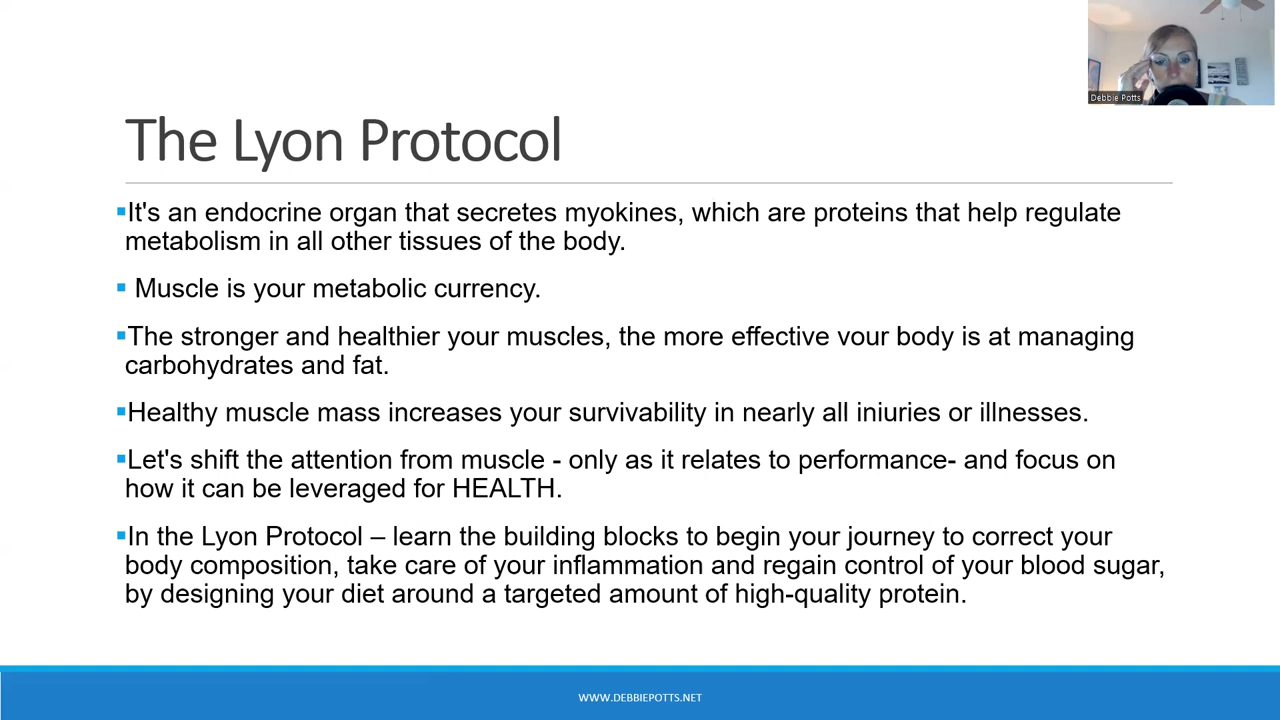 Debbie Potts
The Lyon Protocol
▪It's an endocrine organ that secretes myokines, which are proteins that help regulate
metabolism in all other tissues of the body.
▪ Muscle is your metabolic currency.
▪The stronger and healthier your muscles, the more effective vour body is at managing
carbohydrates and fat.
▪Healthy muscle mass increases your survivability in nearly all iniuries or illnesses.
▪Let's shift the attention from muscle - only as it relates to performance- and focus on
how it can be leveraged for HEALTH.
▪In the Lyon Protocol – learn the building blocks to begin your journey to correct your
body composition, take care of your inflammation and regain control of your blood sugar,
by designing your diet around a targeted amount of high-quality protein.
WWW.DEBBIEPOTTS.NET